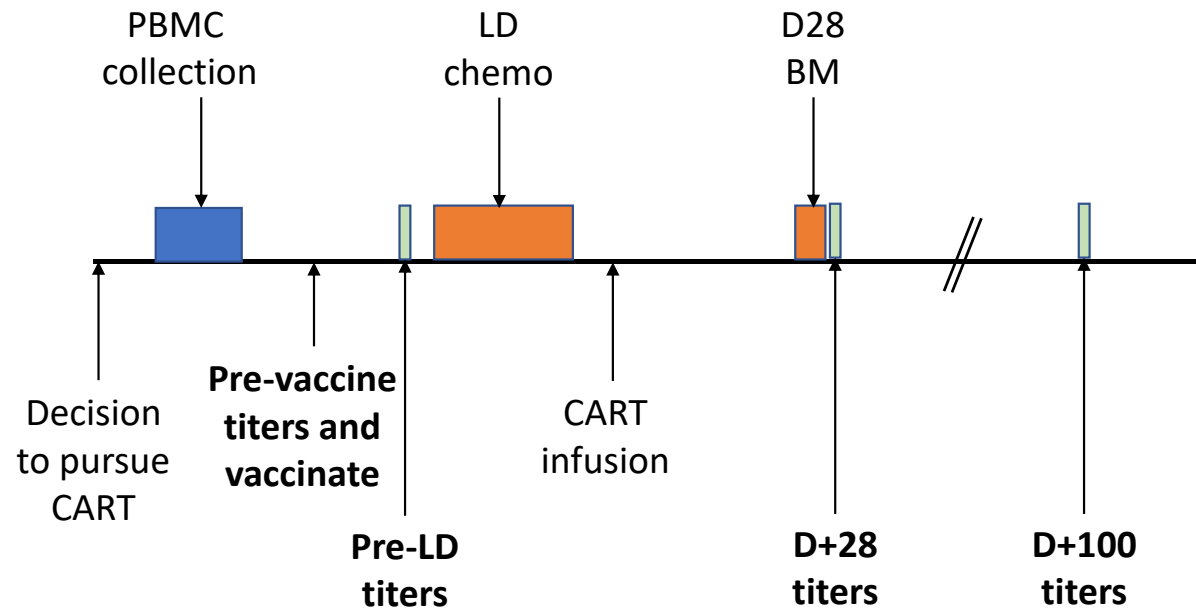 PBMC
collection
LD
chemo
D28
BM
Decision
to pursue
CART
Pre-vaccine
titers and
vaccinate
Pre-LD
titers
CART
infusion
D+28
titers
D+100
titers